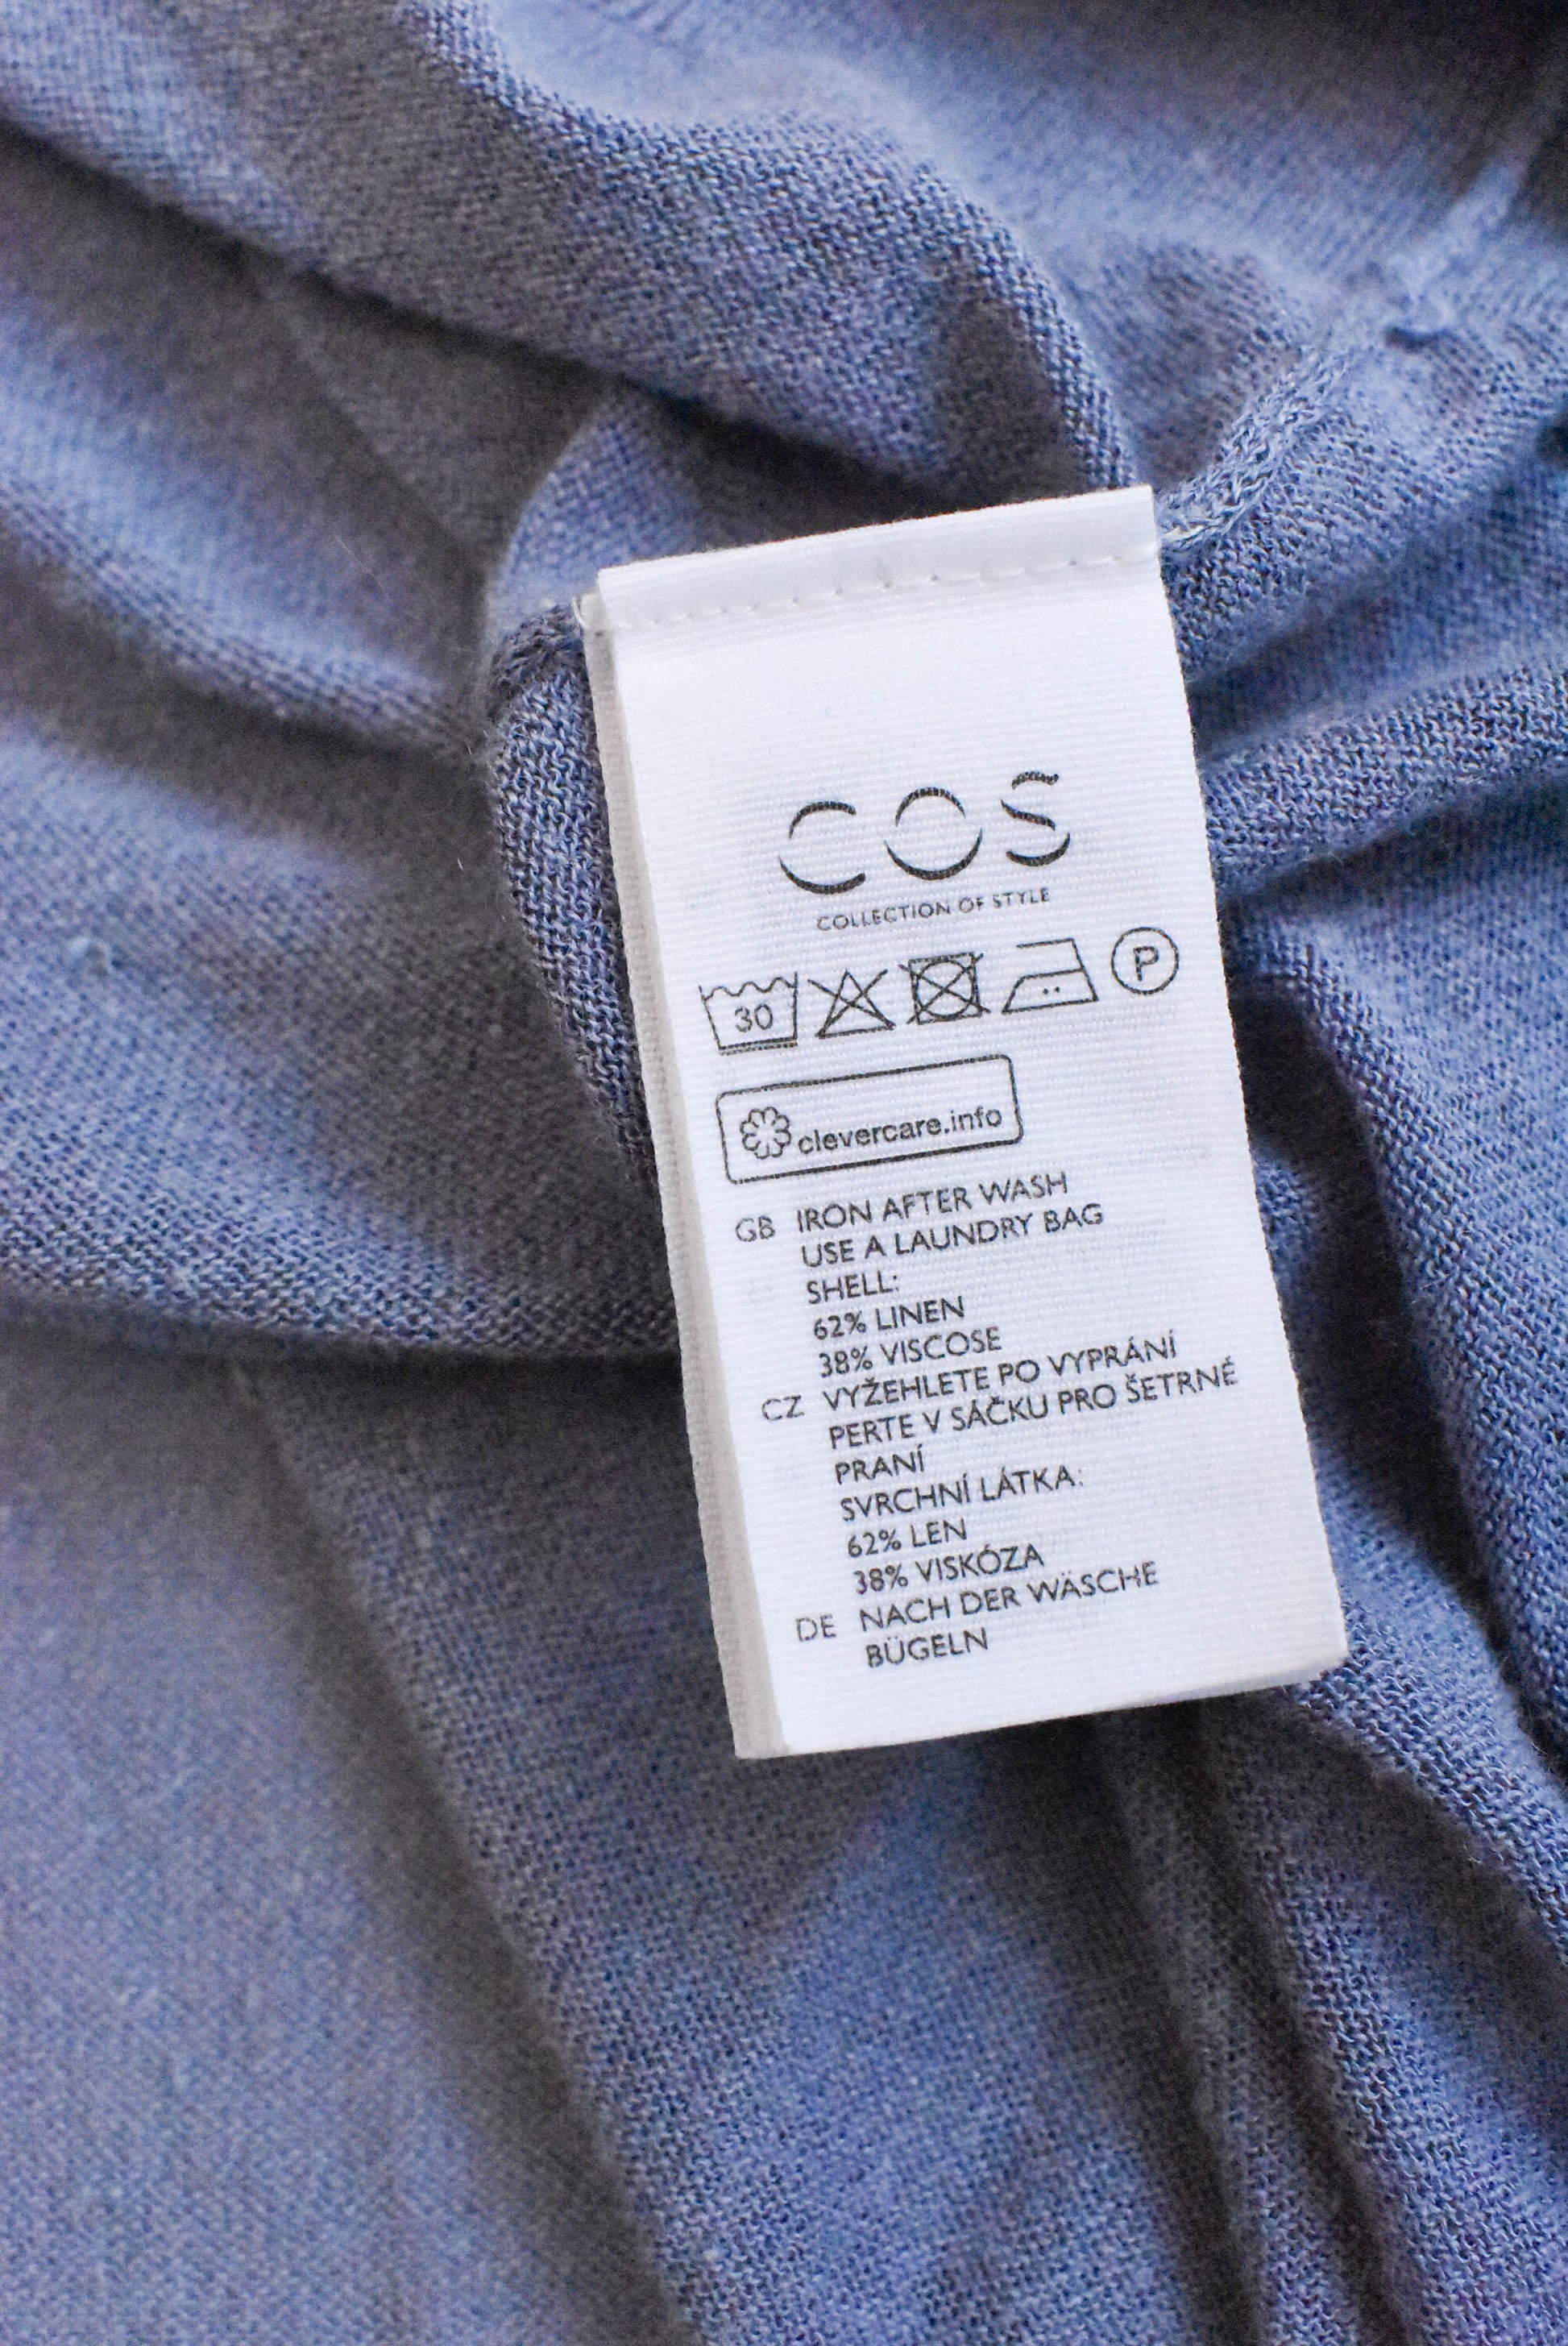 COS
COLLECTION OF STYLE
30 P
clevercare.info
GB IRON AFTER WASH
USE A LAUNDRY BAG
SHELL:
62% LINEN
38% VISCOSE
CZ VYŽEHLETE PO VYPRÁNÍ
PERTE V SÁČKU PRO ŠETRNÉ
PRANÍ
SVRCHNÍ LÁTKA:
62% LEN
38% VISKÓZA
DE NACH DER WÄSCHE
BÜGELN